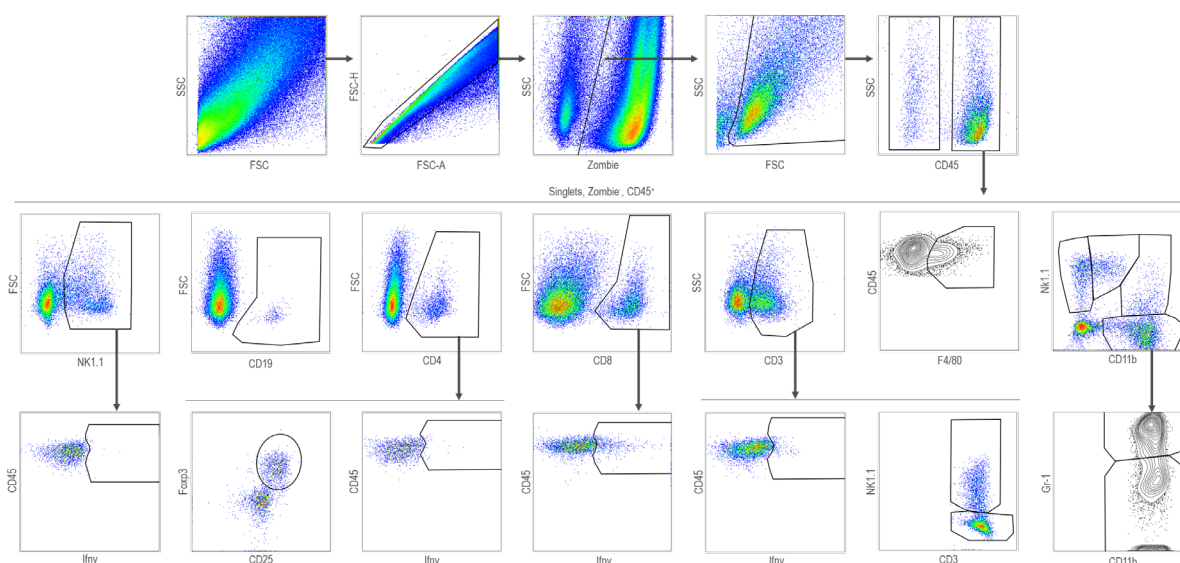 SSC
FSC
FSC-H
FSC-A
SSC
Zombie
SSC
FSC
SSC
CD45
Singlets, Zombie⁻, CD45⁺
FSC
NK1.1
FSC
CD19
FSC
CD4
FSC
CD8
SSC
CD3
CD45
F4/80
Nk1.1
CD11b
CD45
Ifnγ
Foxp3
CD25
CD45
Ifnγ
CD45
Ifnγ
CD45
Ifnγ
NK1.1
CD3
Gr-1
CD11b